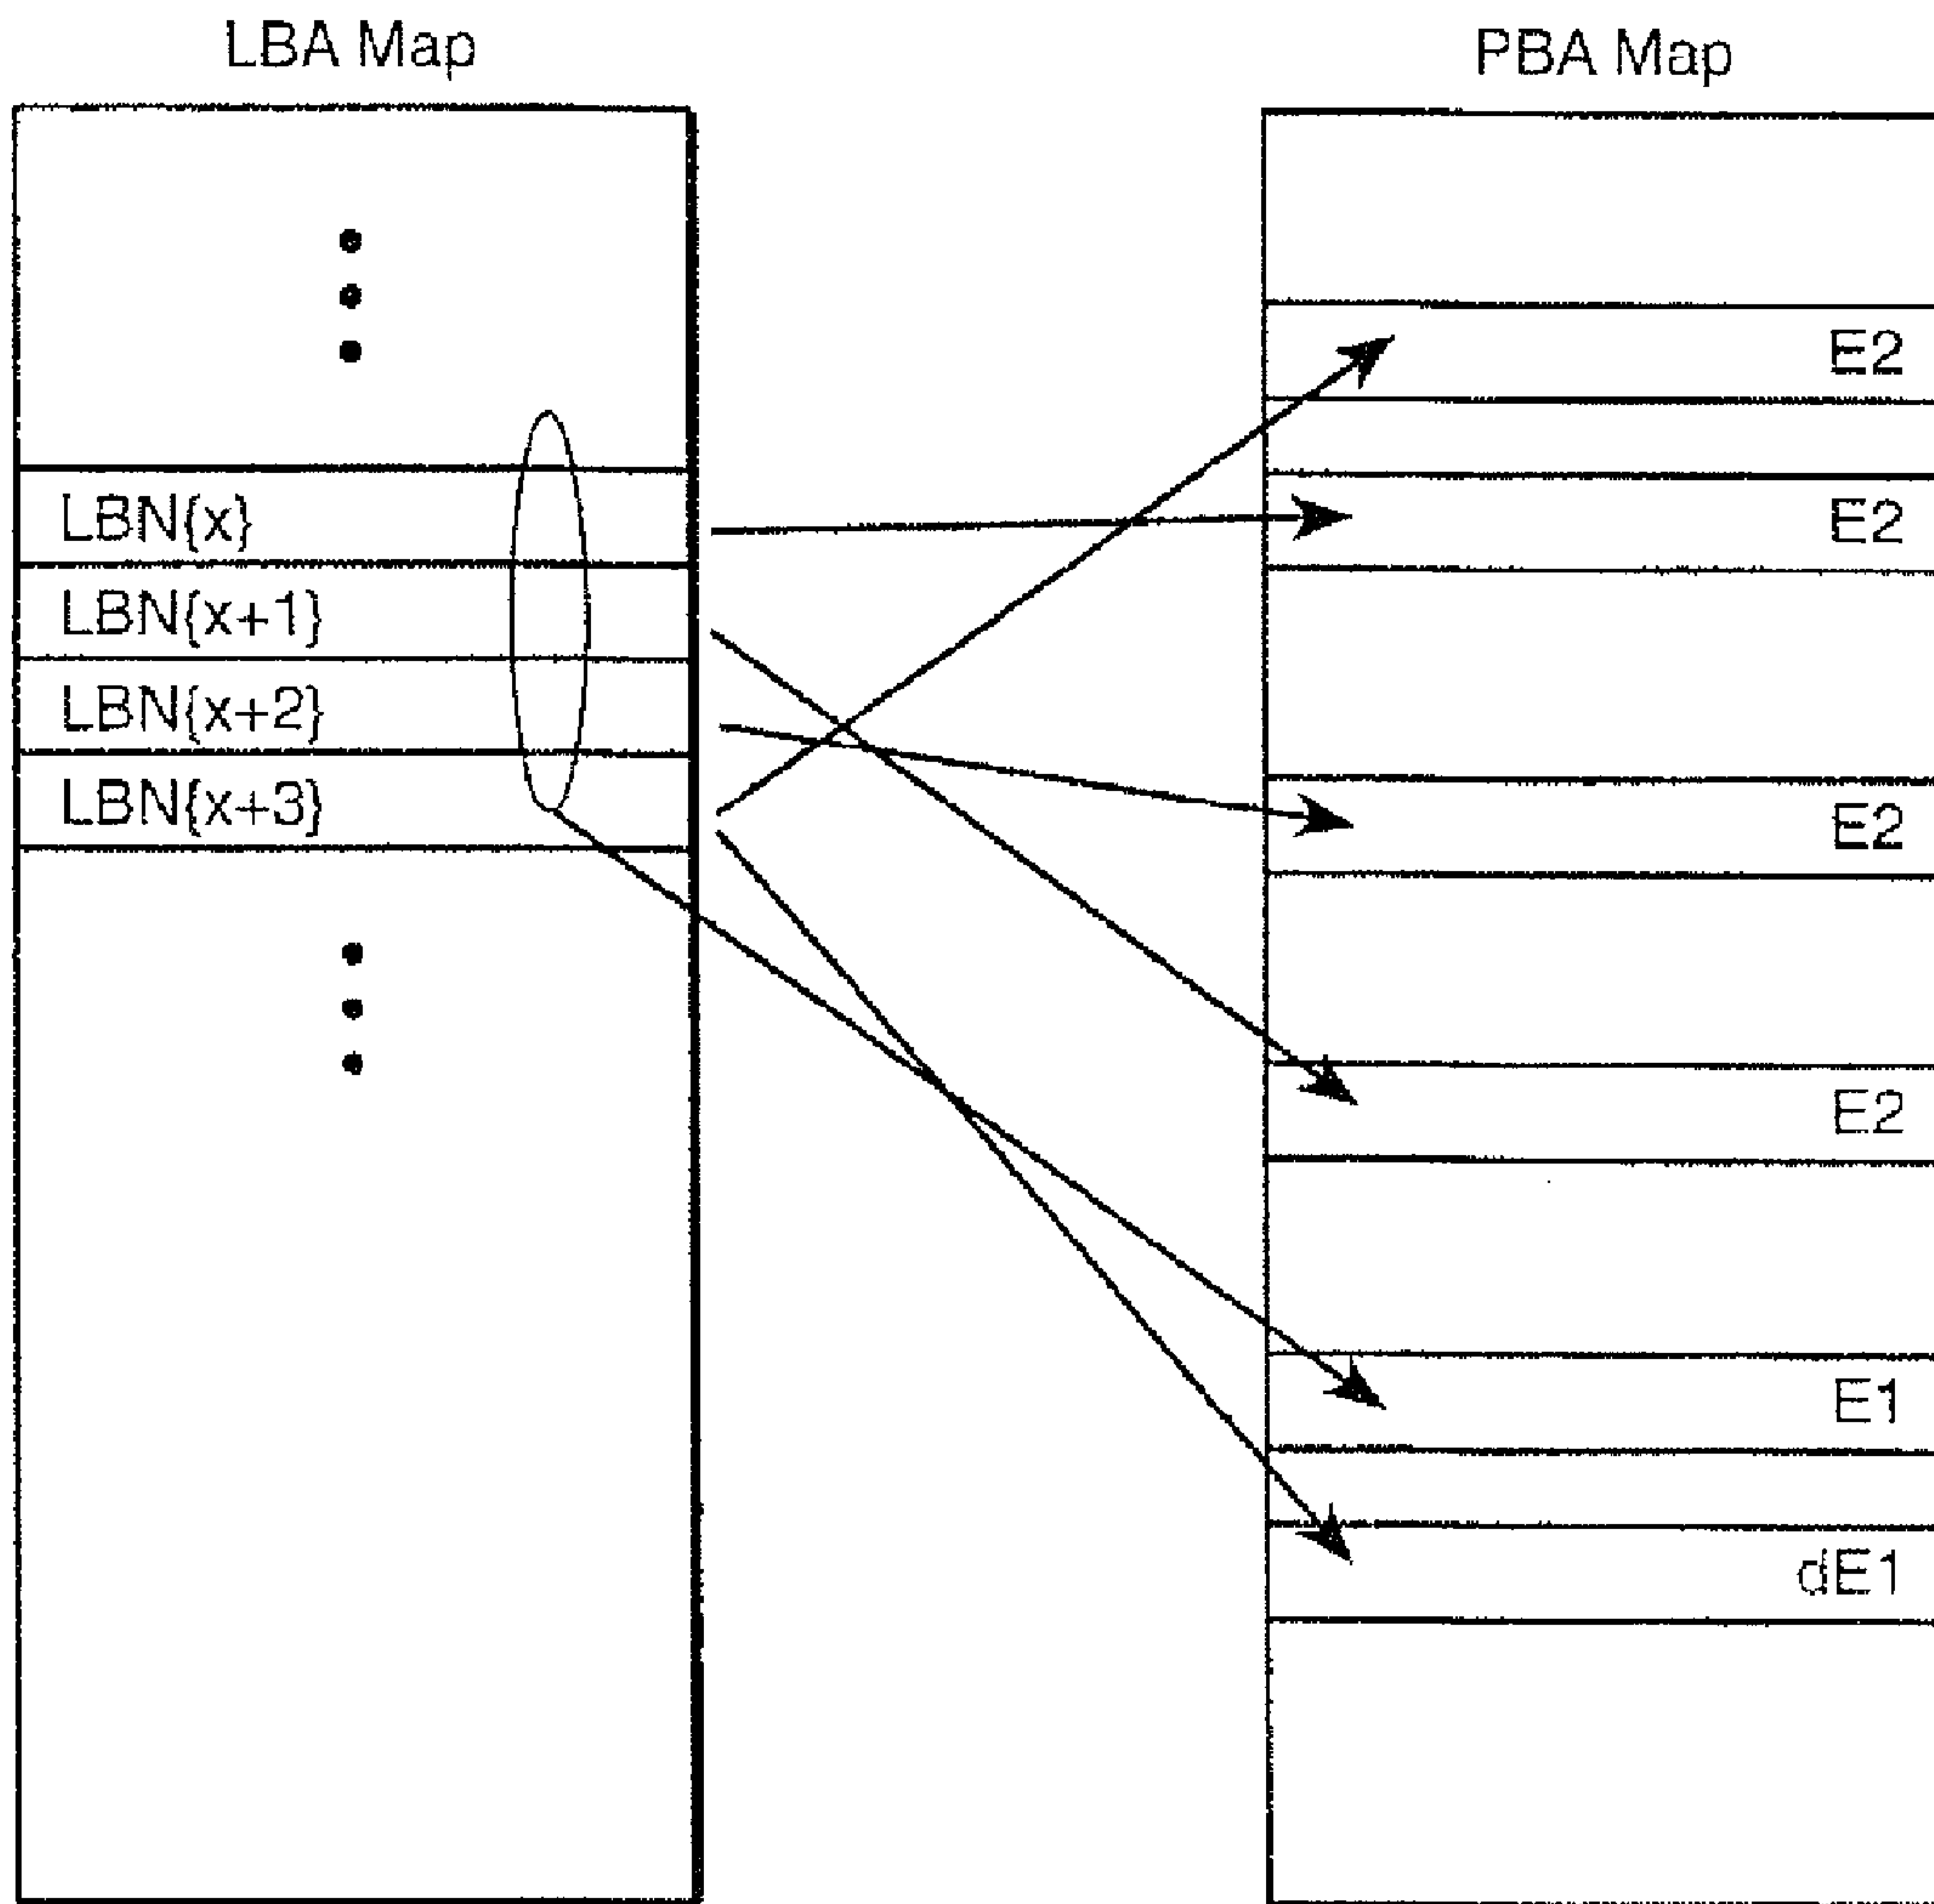 LBA Map
PBA Map
LBN{x}
LBN{x+1}
LBN{x+2}
LBN{x+3}
E2
E2
E2
E2
E1
dE1